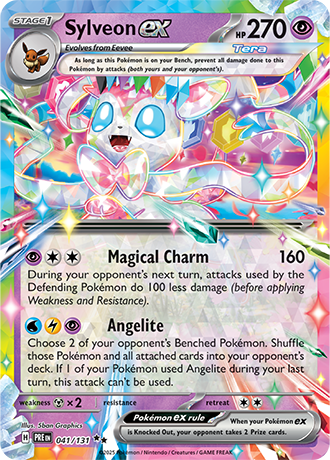 STAGE 1 Sylveon ex HP 270
Evolves from Eevee
Tera
As long as this Pokémon is on your Bench, prevent all damage done to this
Pokémon by attacks (both yours and your opponent's).
Magical Charm 160
During your opponent's next turn, attacks used by the
Defending Pokémon do 100 less damage (before applying
Weakness and Resistance).
Angelite
Choose 2 of your opponent's Benched Pokémon. Shuffle
those Pokémon and all attached cards into your opponent's
deck. If 1 of your Pokémon used Angelite during your last
turn, this attack can't be used.
weakness ×2 resistance retreat
Illus. 5ban Graphics
Pokémon ex rule
When your Pokémon ex
is Knocked Out, your opponent takes 2 Prize cards.
H PRE EN 041/131
©2025 Pokémon / Nintendo / Creatures / GAME FREAK